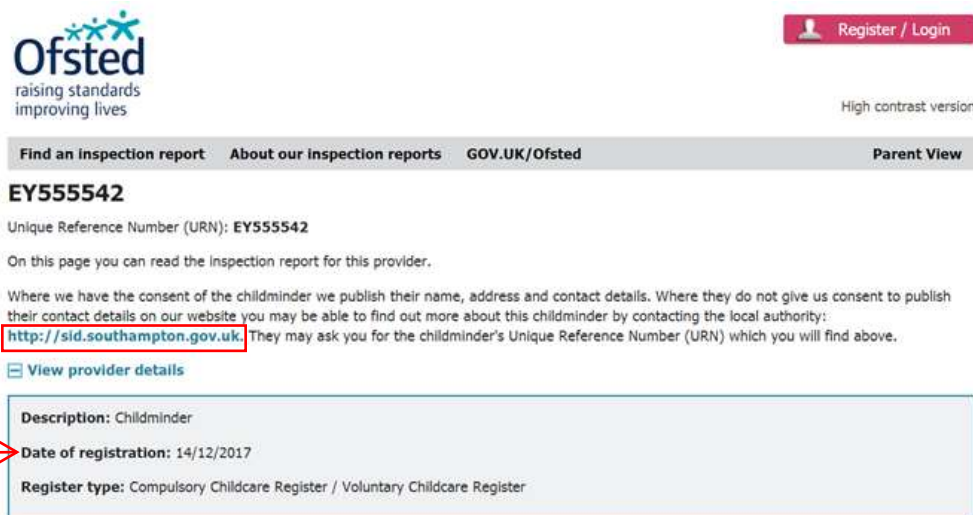 Ofsted
raising standards
improving lives
Register / Login
High contrast version
Find an inspection report About our inspection reports GOV.UK/Ofsted Parent View
EY555542
Unique Reference Number (URN): EY555542
On this page you can read the inspection report for this provider.
Where we have the consent of the childminder we publish their name, address and contact details. Where they do not give us consent to publish
their contact details on our website you may be able to find out more about this childminder by contacting the local authority:
http://sid.southampton.gov.uk. They may ask you for the childminder's Unique Reference Number (URN) which you will find above.
View provider details
Description: Childminder
Date of registration: 14/12/2017
Register type: Compulsory Childcare Register / Voluntary Childcare Register